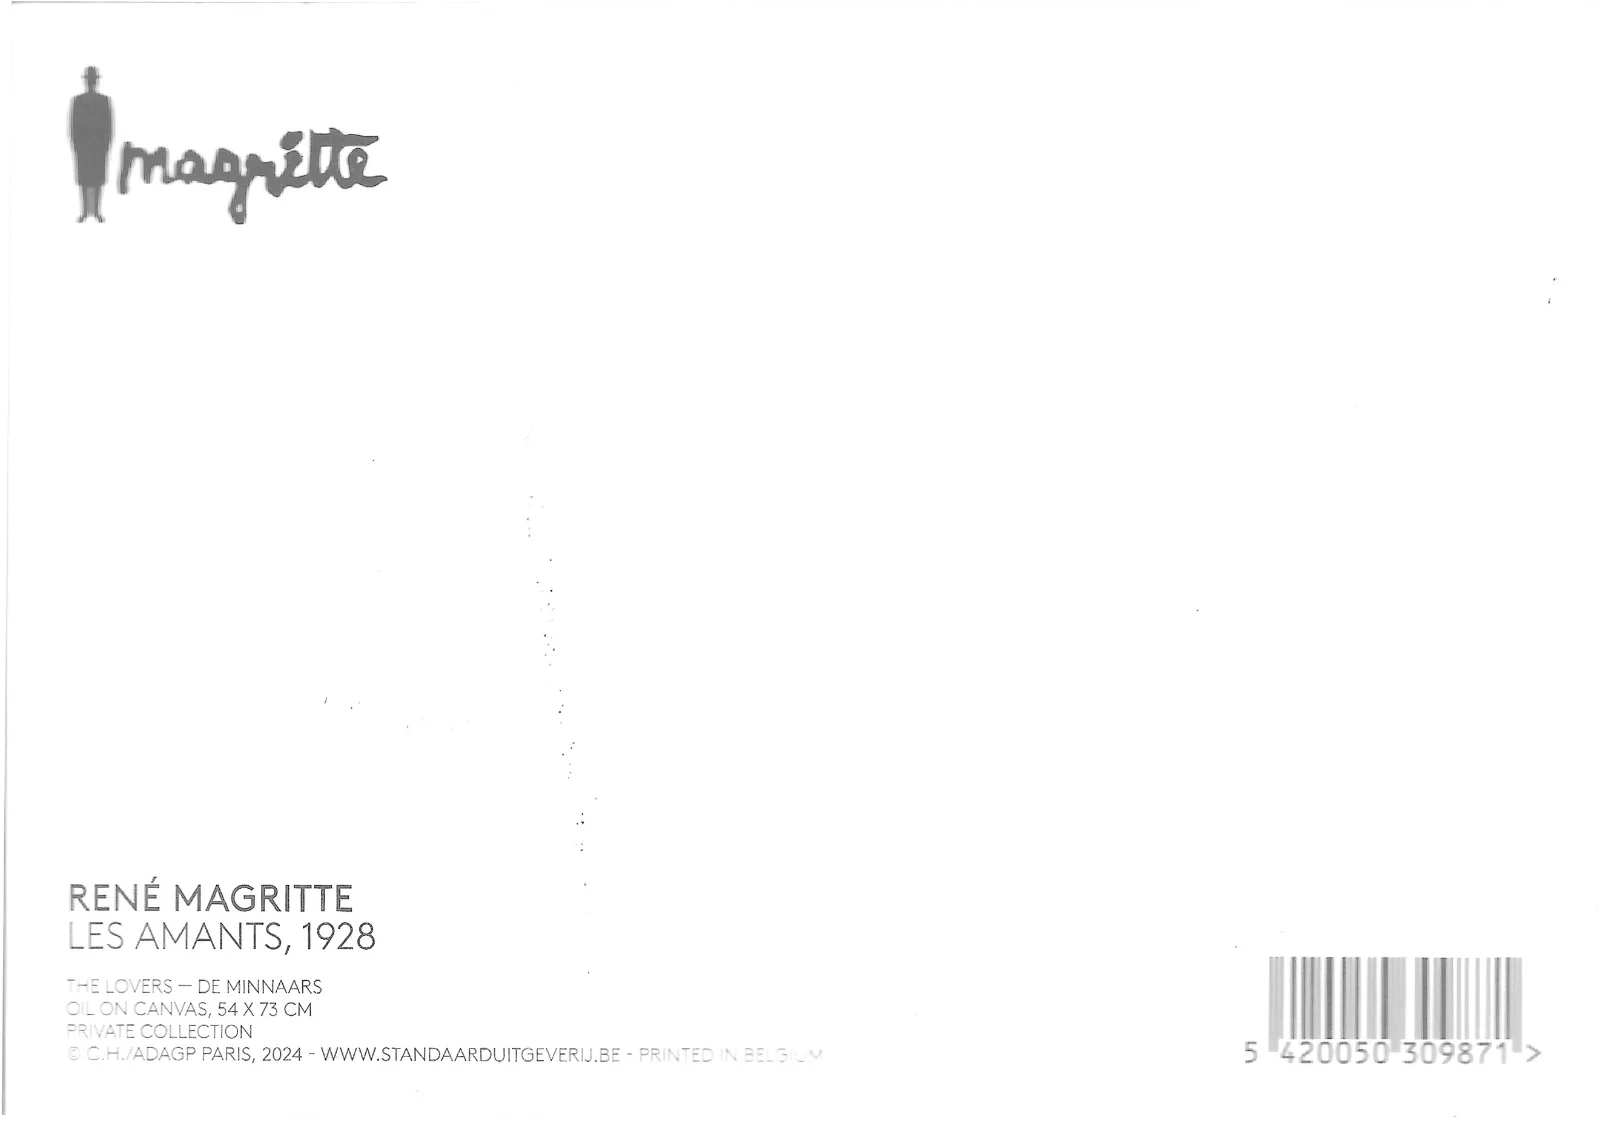 magritte
RENÉ MAGRITTE
LES AMANTS, 1928
THE LOVERS — DE MINNAARS
OIL ON CANVAS, 54 X 73 CM
PRIVATE COLLECTION
© C.H./ADAGP PARIS, 2024 - WWW.STANDAARDUITGEVERIJ.BE - PRINTED IN BELGIUM
5 420050 309871 >